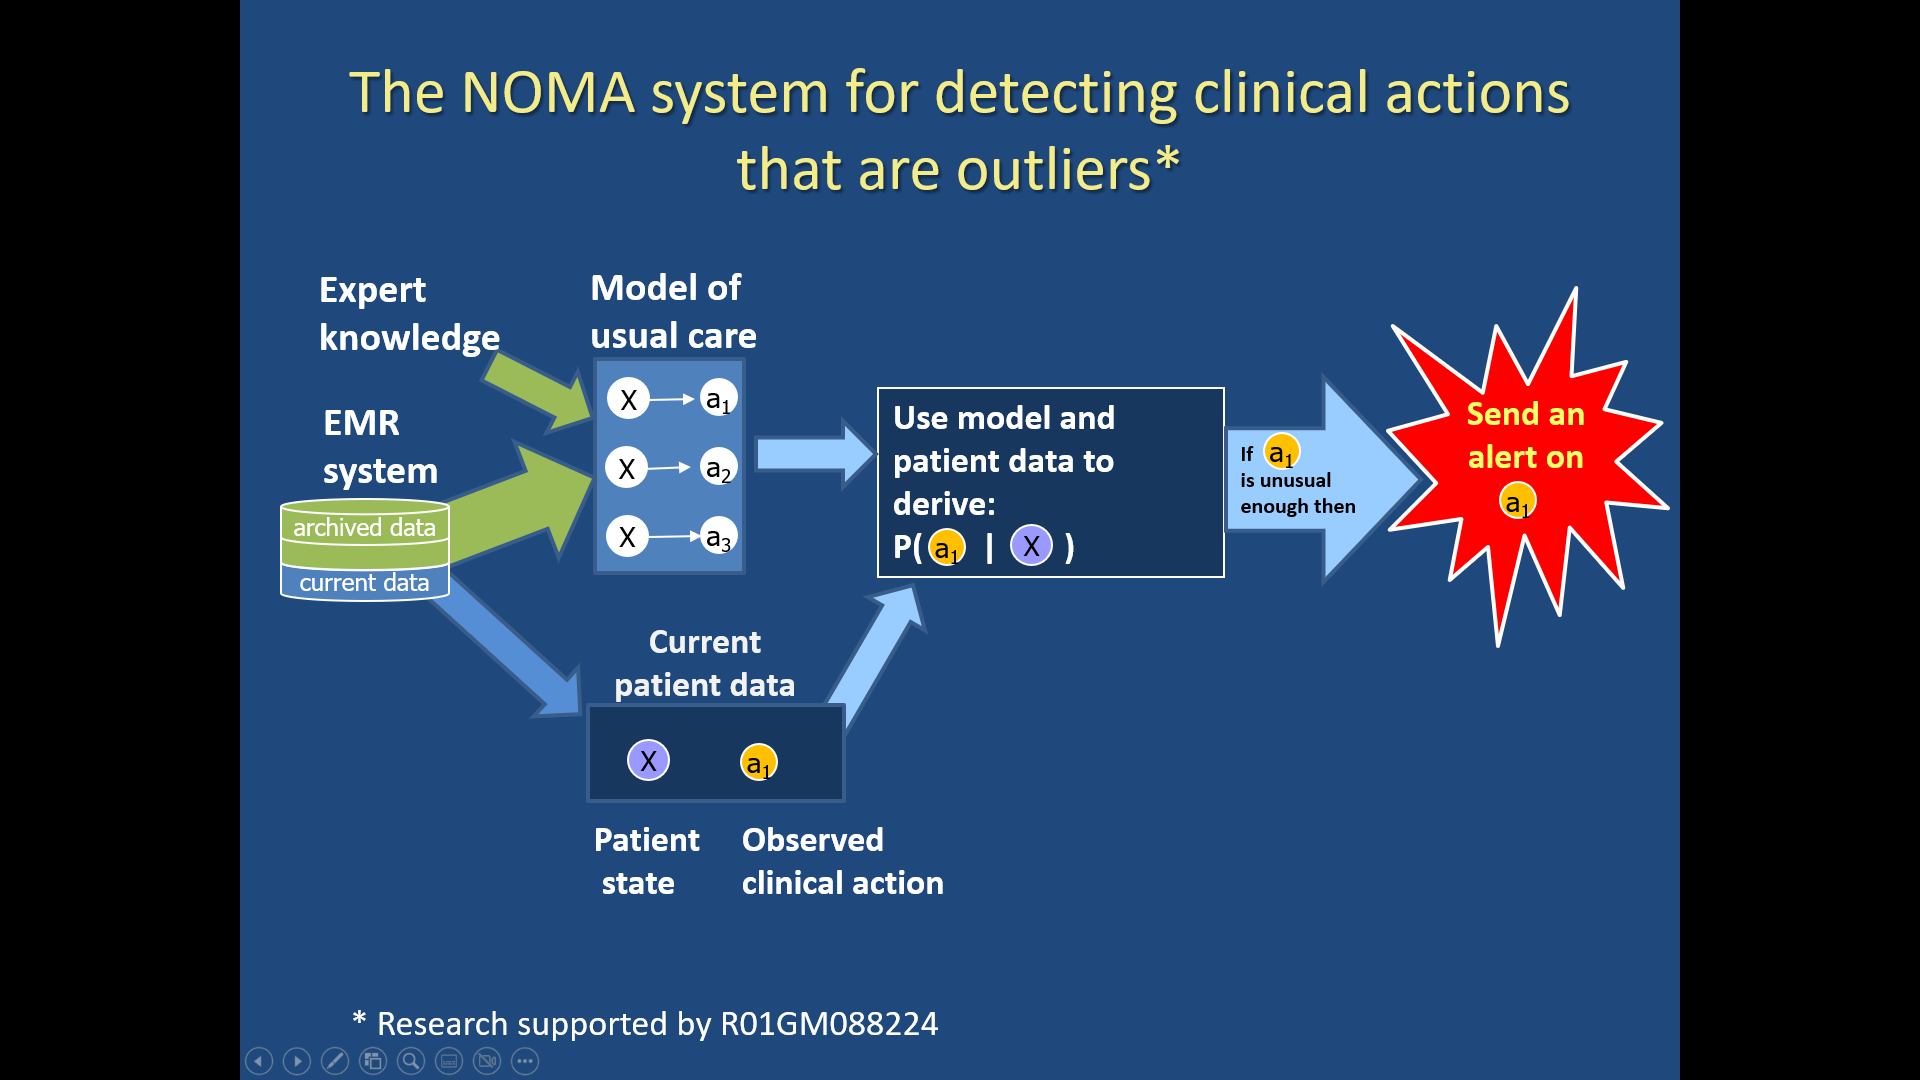 The NOMA system for detecting clinical actions
that are outliers*
Expert
knowledge
EMR
system
archived data
current data
Model of
usual care
X a1
X a2
X a3
Use model and
patient data to
derive:
P( a1 | X )
If a1
is unusual
enough then
Send an
alert on
a1
Current
patient data
X a1
Patient
state
Observed
clinical action
* Research supported by R01GM088224